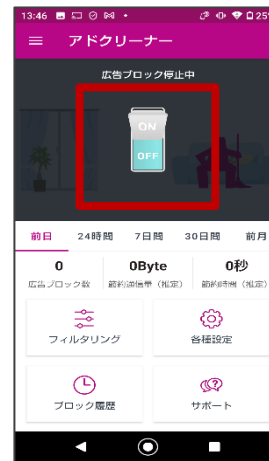 13:46
25%
アドクリーナー
広告ブロック停止中
ON
OFF
前日 24時間 7日間 30日間 前月
0 0Byte 0秒
広告ブロック数 節約通信量（推定） 節約時間（推定）
フィルタリング 各種設定
ブロック履歴 サポート